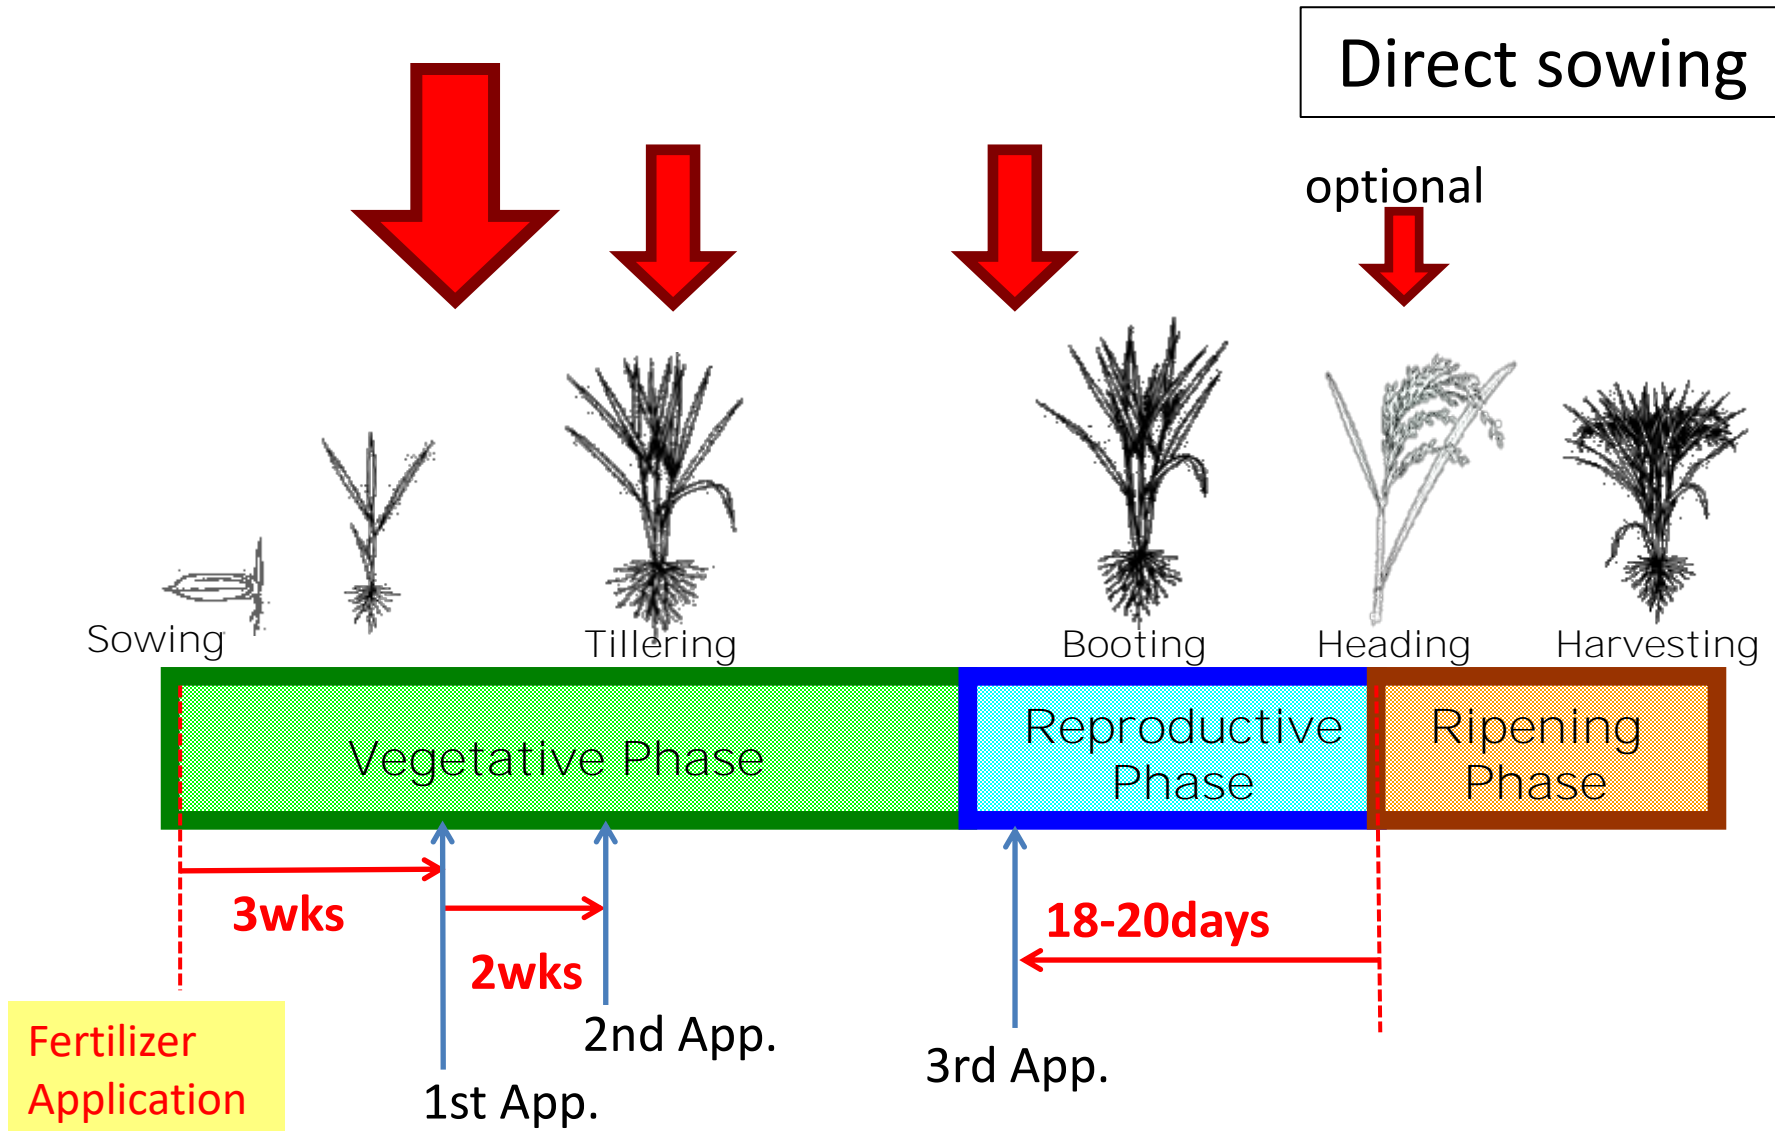 Direct sowing
optional
Sowing
Tillering
Booting
Heading
Harvesting
Vegetative Phase
Reproductive
Phase
Ripening
Phase
3wks
2wks
18-20days
Fertilizer
Application
1st App.
2nd App.
3rd App.